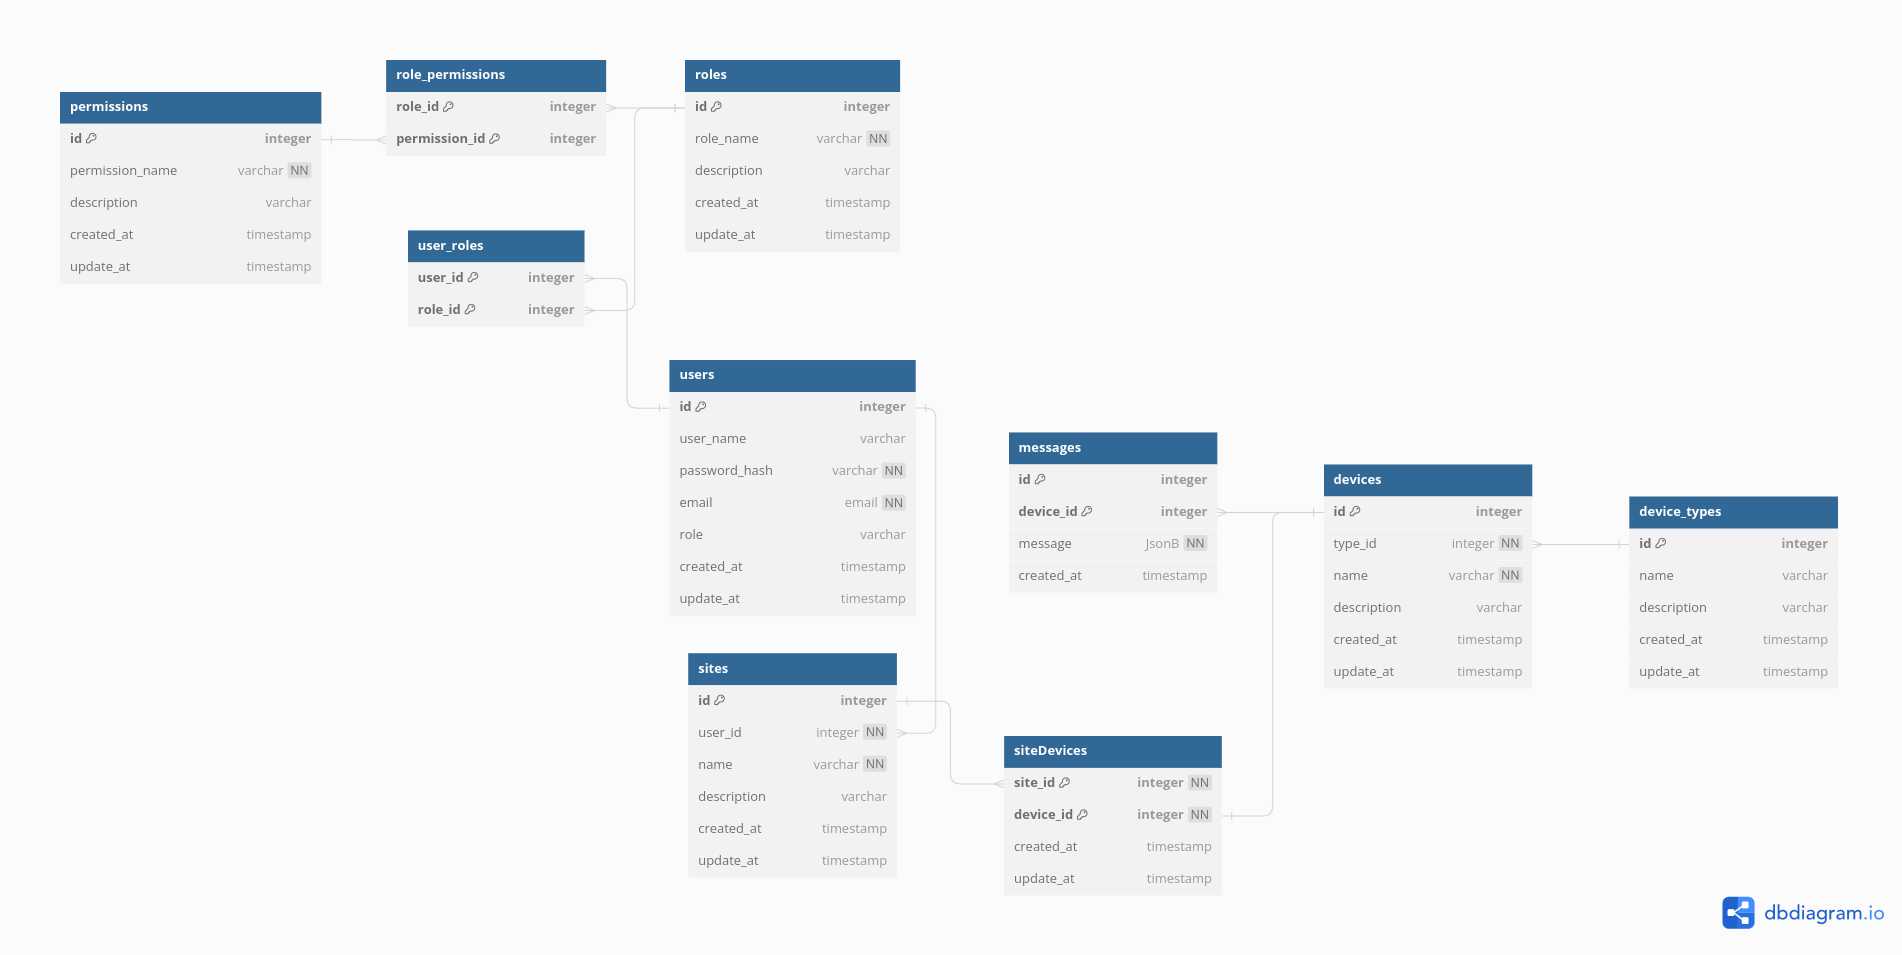 permissions
id integer
permission_name varchar NN
description varchar
created_at timestamp
update_at timestamp
role_permissions
role_id integer
permission_id integer
roles
id integer
role_name varchar NN
description varchar
created_at timestamp
update_at timestamp
user_roles
user_id integer
role_id integer
users
id integer
user_name varchar
password_hash varchar NN
email email NN
role varchar
created_at timestamp
update_at timestamp
messages
id integer
device_id integer
message JsonB NN
created_at timestamp
devices
id integer
type_id integer NN
name varchar NN
description varchar
created_at timestamp
update_at timestamp
device_types
id integer
name varchar
description varchar
created_at timestamp
update_at timestamp
sites
id integer
user_id integer NN
name varchar NN
description varchar
created_at timestamp
update_at timestamp
siteDevices
site_id integer NN
device_id integer NN
created_at timestamp
update_at timestamp
dbdiagram.io